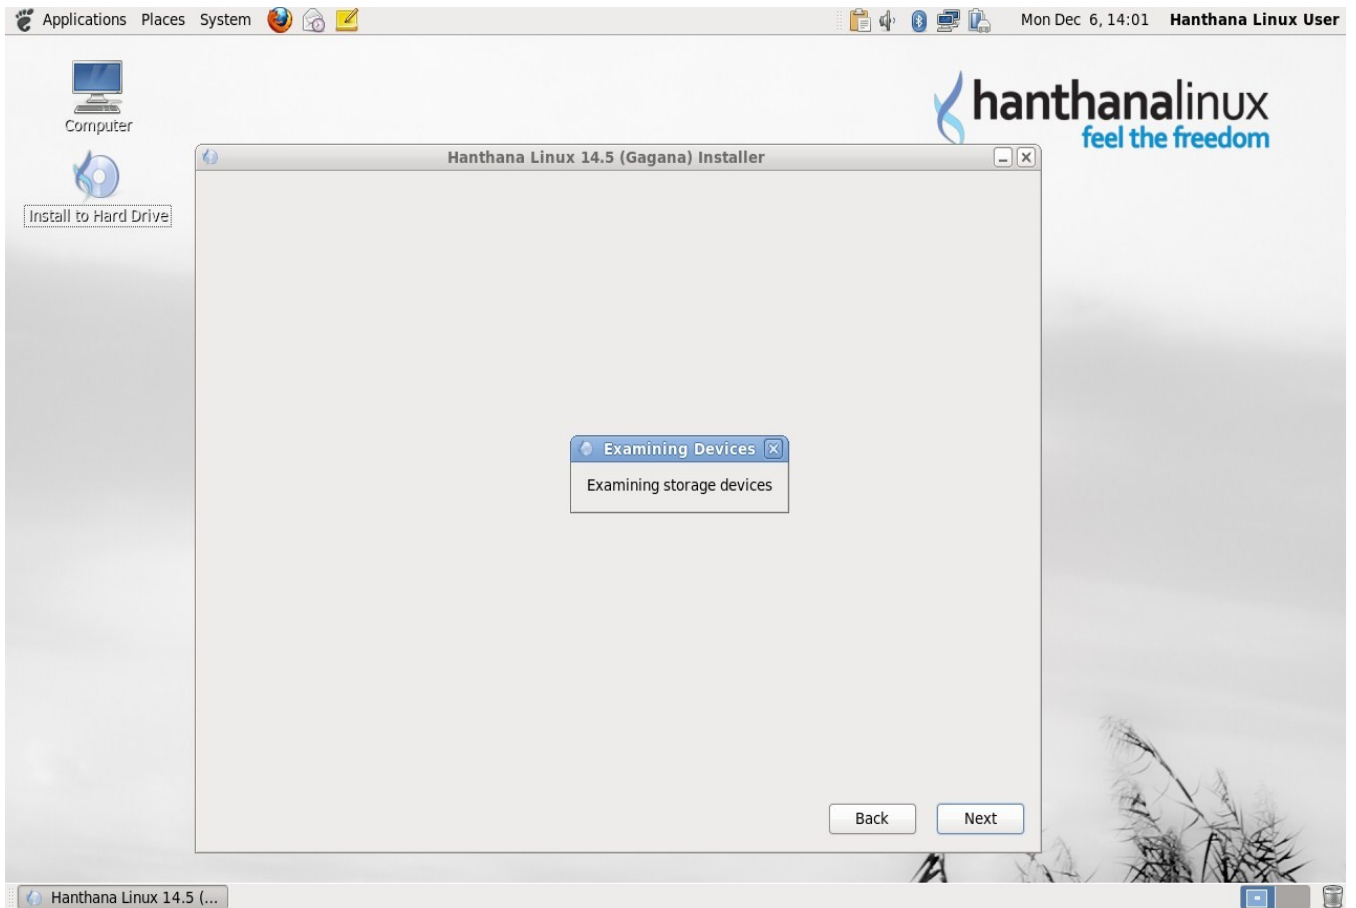 Applications Places System
Mon Dec 6, 14:01 Hanthana Linux User
Computer
Install to Hard Drive
hanthanalinux
feel the freedom
Hanthana Linux 14.5 (Gagana) Installer
Examining Devices
Examining storage devices
Back Next
Hanthana Linux 14.5 (...